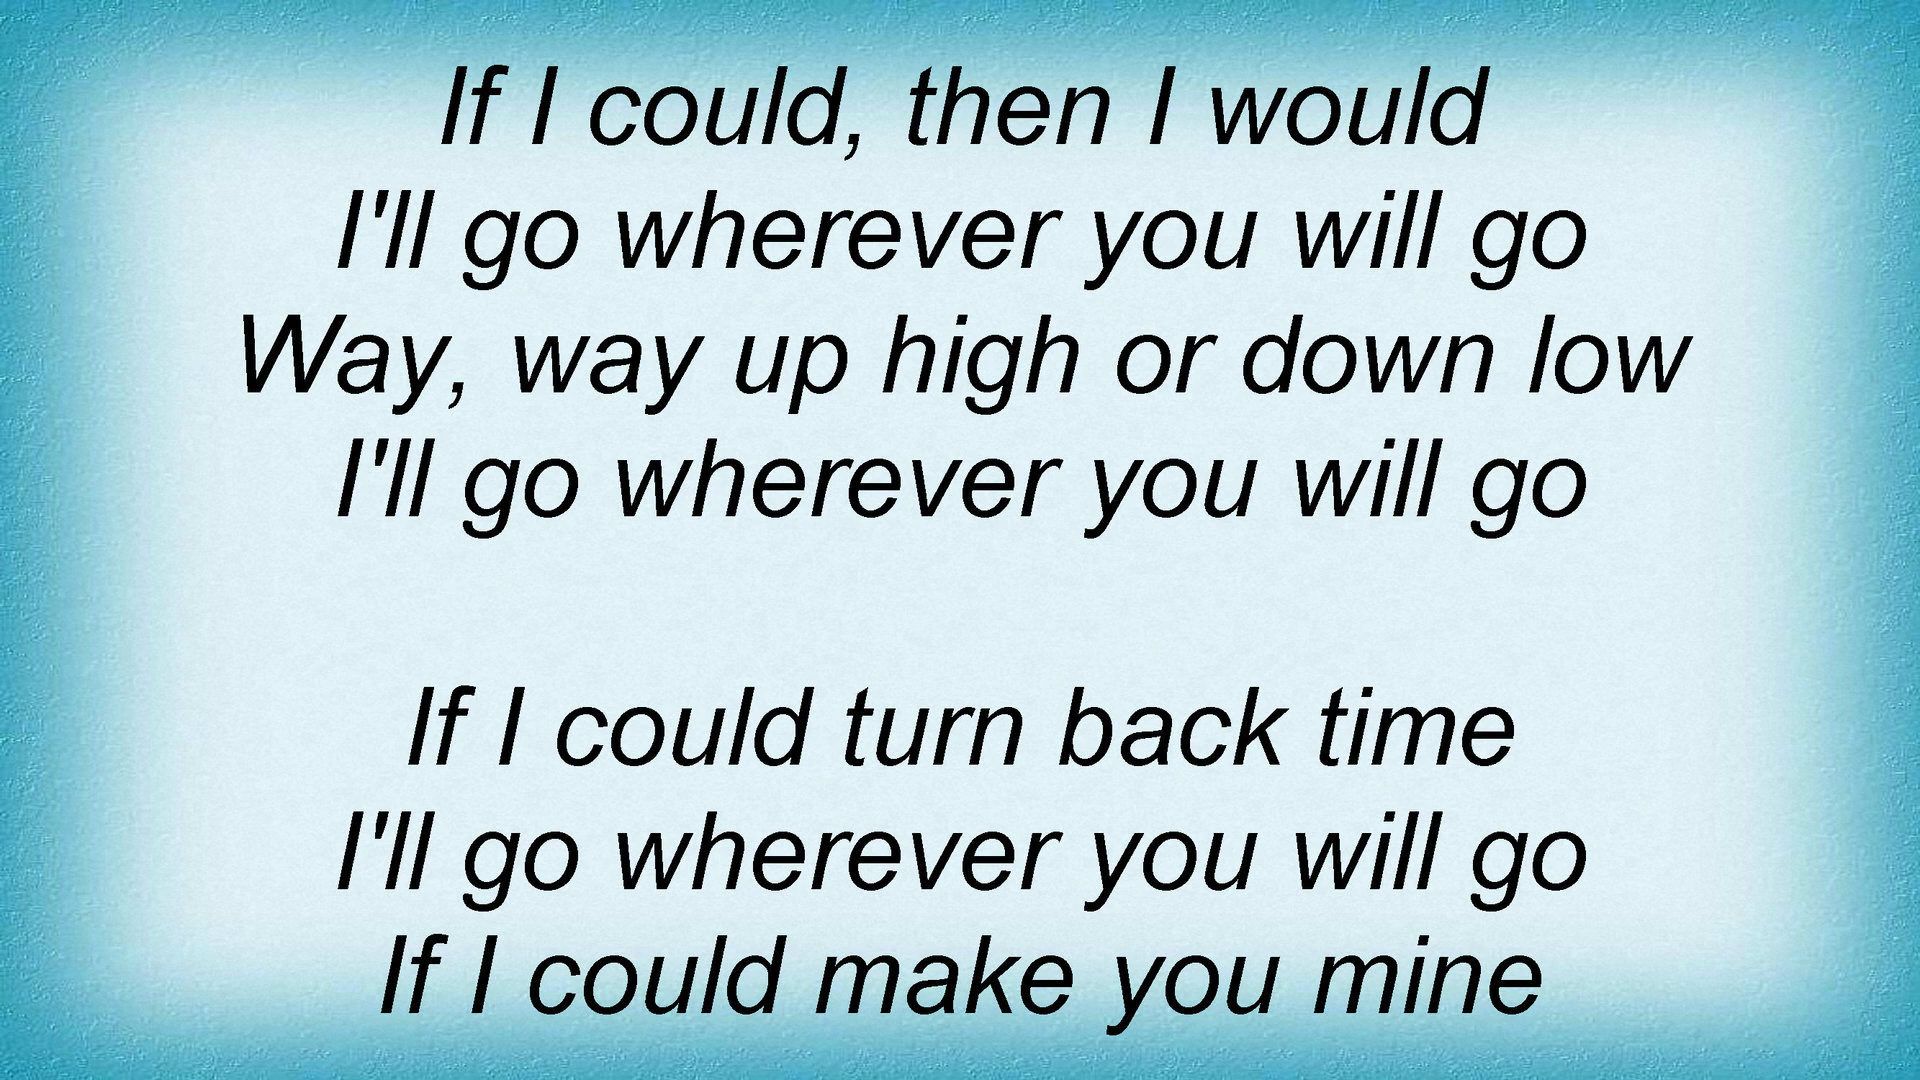 If I could, then I would
I'll go wherever you will go
Way, way up high or down low
I'll go wherever you will go
If I could turn back time
I'll go wherever you will go
If I could make you mine